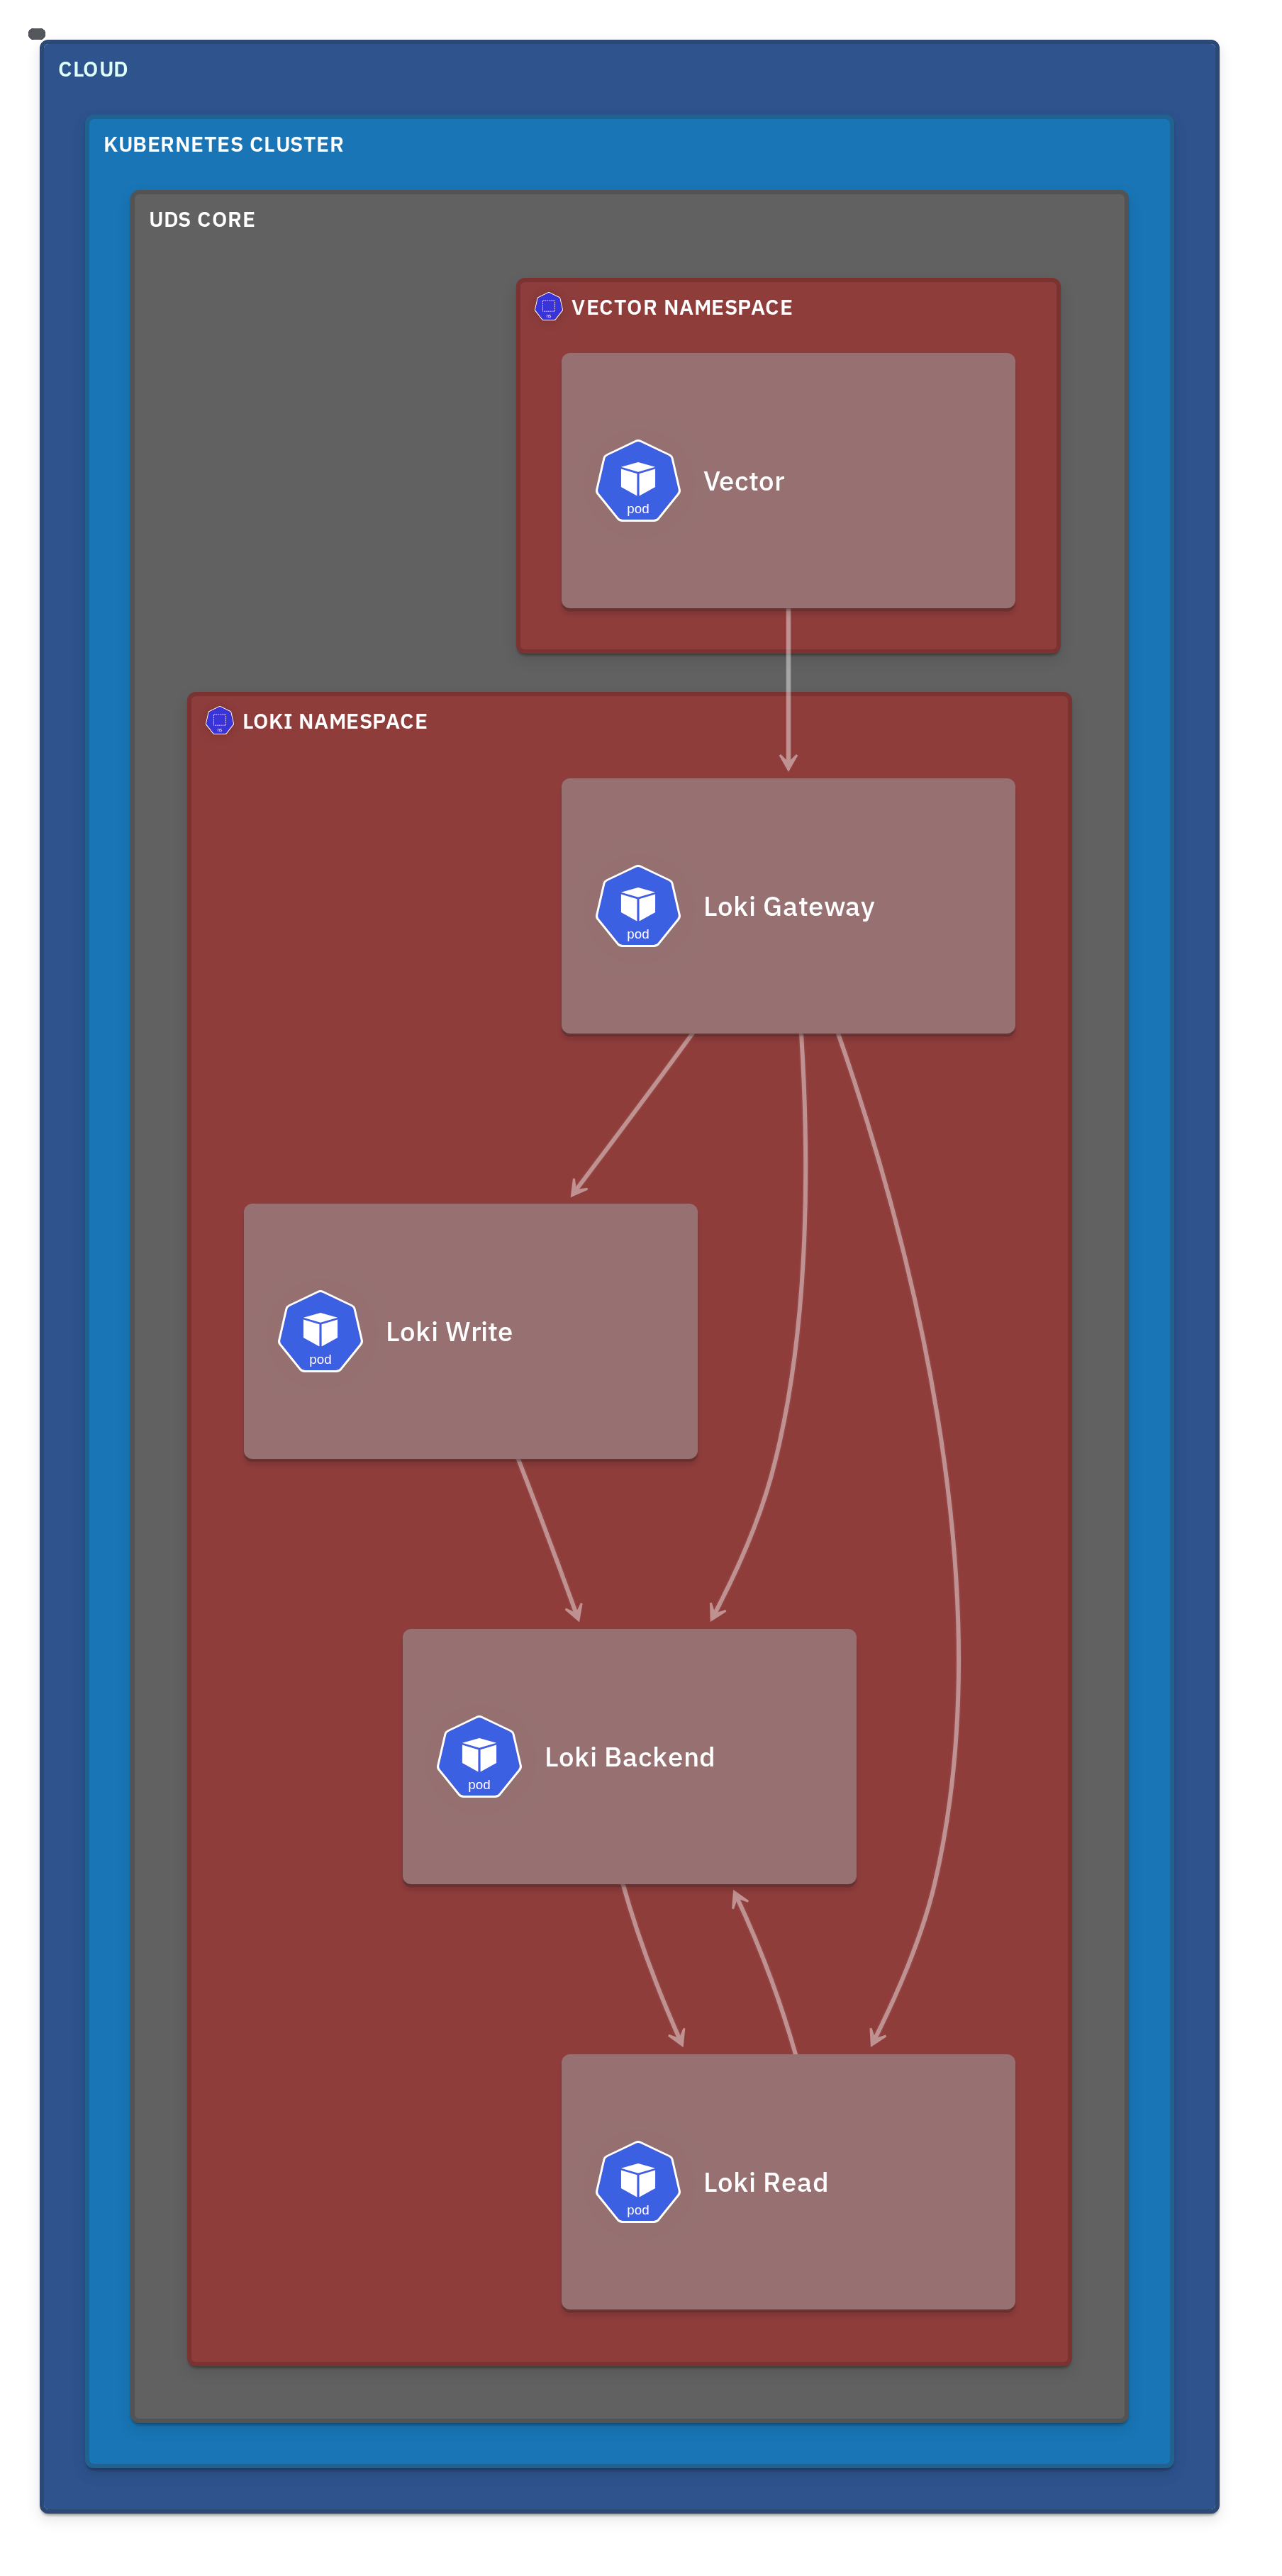 CLOUD
KUBERNETES CLUSTER
UDS CORE
VECTOR NAMESPACE
Vector
pod
LOKI NAMESPACE
Loki Gateway
pod
Loki Write
pod
Loki Backend
pod
Loki Read
pod